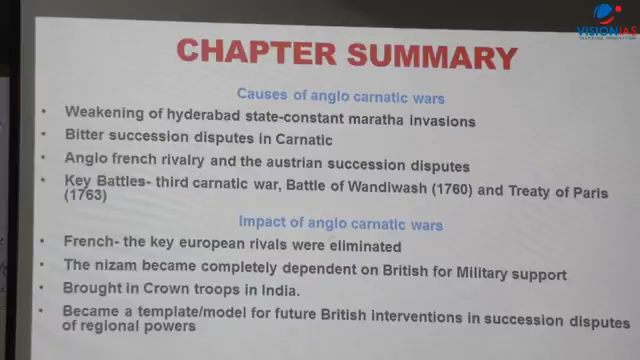 VISIONIAS
INSPIRING INNOVATION
CHAPTER SUMMARY
Causes of anglo carnatic wars
• Weakening of hyderabad state-constant maratha invasions
• Bitter succession disputes in Carnatic
• Anglo french rivalry and the austrian succession disputes
• Key Battles- third carnatic war, Battle of Wandiwash (1760) and Treaty of Paris
(1763)
Impact of anglo carnatic wars
• French- the key european rivals were eliminated
• The nizam became completely dependent on British for Military support
• Brought in Crown troops in India.
• Became a template/model for future British interventions in succession disputes
of regional powers